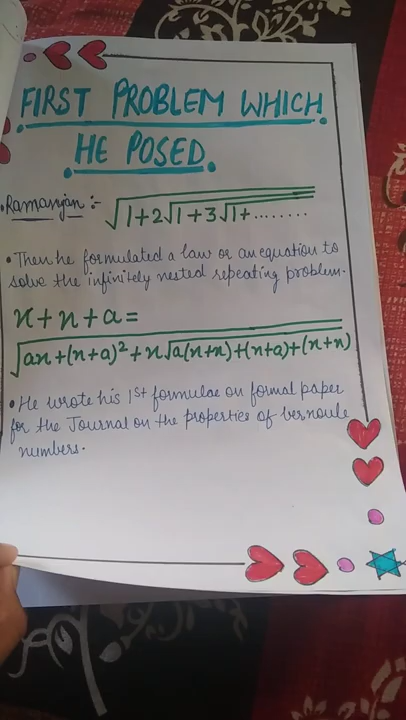 FIRST PROBLEM WHICH
HE POSED.
• Ramanujan :- √1+2√1+3√1+........
• Then he formulated a law or an equation to
solve the infinitely nested repeating problem.
x+n+a=
√ax+(n+a)²+x√a(x+n)+(n+a)+(x+n)
• He wrote his 1st formulae on formal paper
for the Journal on the properties of bernoule
numbers.